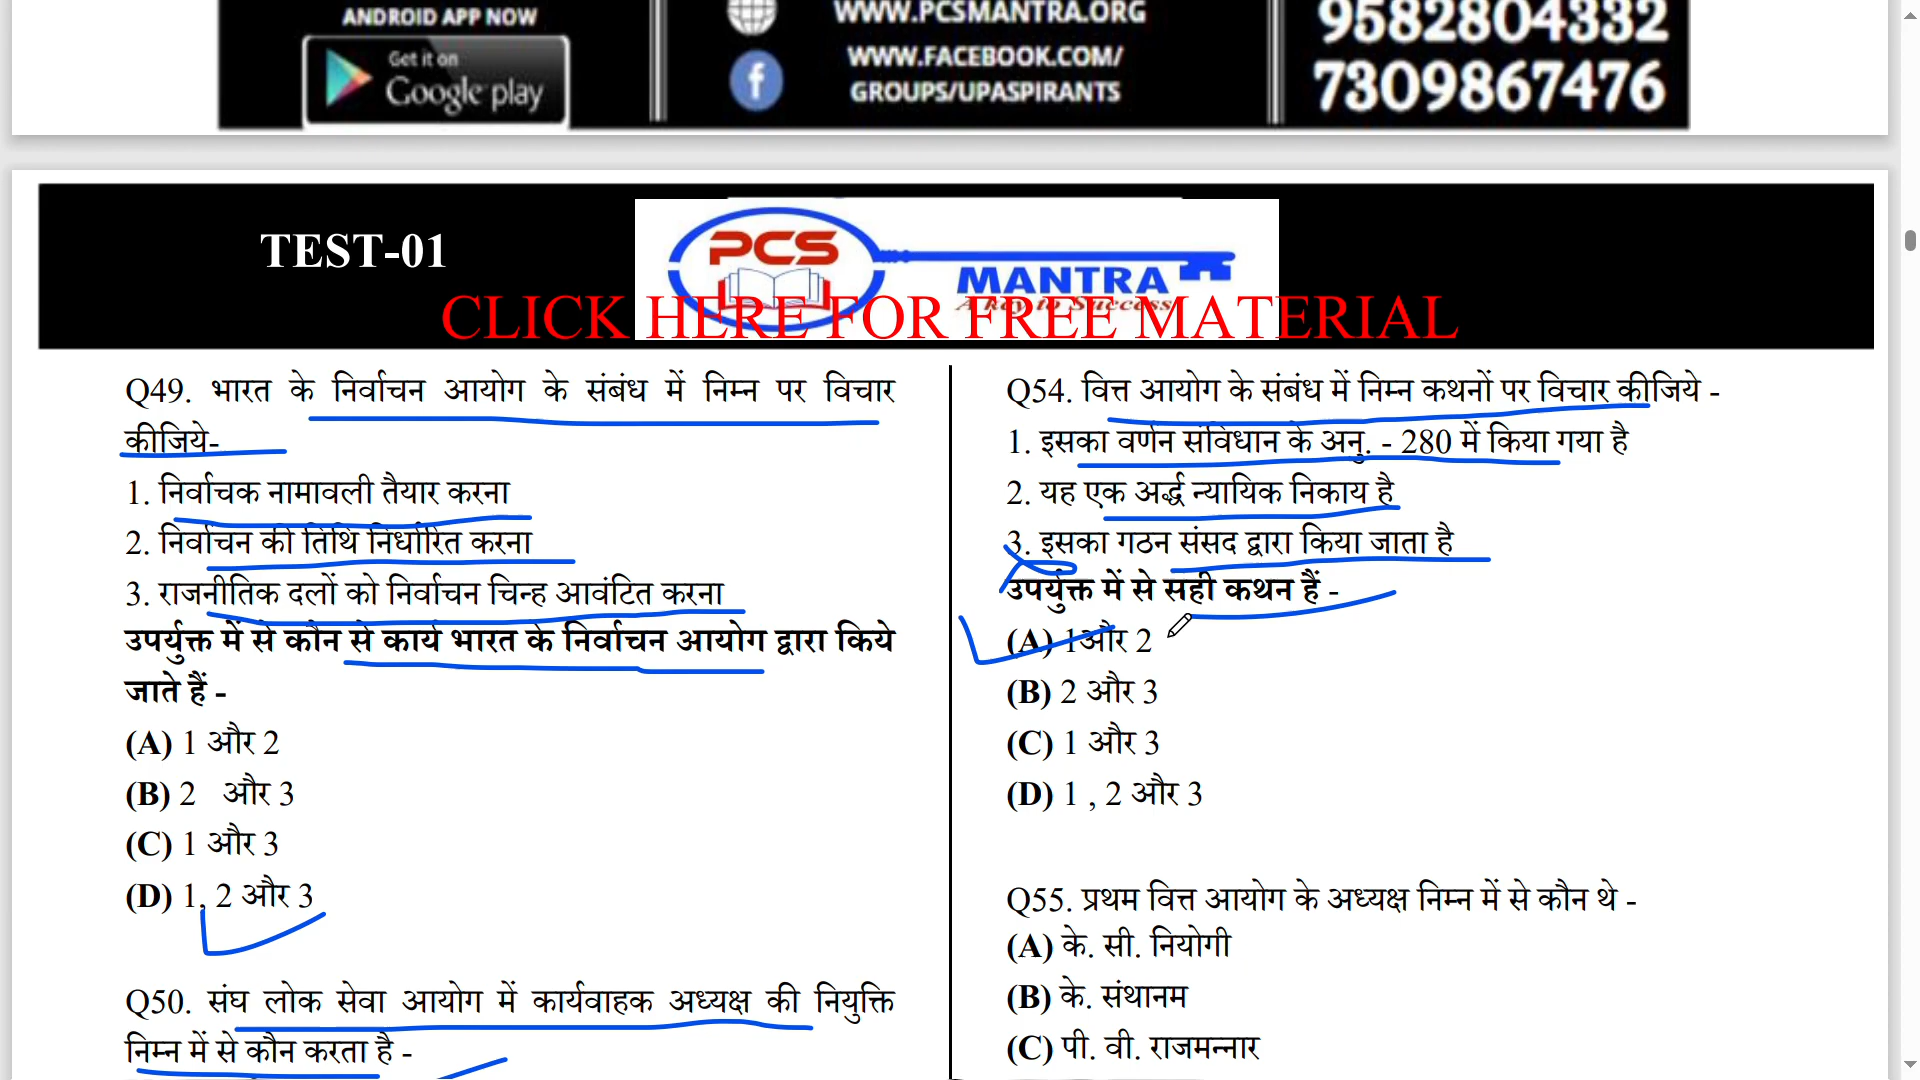 ANDROID APP NOW
Get it on
Google play
WWW.PCSMANTRA.ORG
WWW.FACEBOOK.COM/
GROUPS/UPASPIRANTS
9582804332
7309867476
TEST-01
PCS
MANTRA
A Key to Success
CLICK HERE FOR FREE MATERIAL
Q49. भारत के निर्वाचन आयोग के संबंध में निम्न पर विचार
कीजिये-
1. निर्वाचक नामावली तैयार करना
2. निर्वाचन की तिथि निर्धारित करना
3. राजनीतिक दलों को निर्वाचन चिन्ह आवंटित करना
उपर्युक्त में से कौन से कार्य भारत के निर्वाचन आयोग द्वारा किये
जाते हैं -
(A) 1 और 2
(B) 2 और 3
(C) 1 और 3
(D) 1, 2 और 3
Q50. संघ लोक सेवा आयोग में कार्यवाहक अध्यक्ष की नियुक्ति
निम्न में से कौन करता है -
Q54. वित्त आयोग के संबंध में निम्न कथनों पर विचार कीजिये -
1. इसका वर्णन संविधान के अनु. - 280 में किया गया है
2. यह एक अर्द्ध न्यायिक निकाय है
3. इसका गठन संसद द्वारा किया जाता है
उपर्युक्त में से सही कथन हैं -
(A) 1और 2
(B) 2 और 3
(C) 1 और 3
(D) 1 , 2 और 3
Q55. प्रथम वित्त आयोग के अध्यक्ष निम्न में से कौन थे -
(A) के. सी. नियोगी
(B) के. संथानम
(C) पी. वी. राजमन्नार